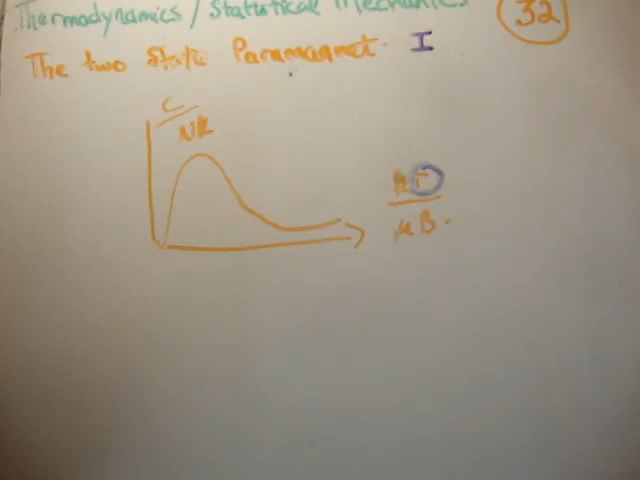 Thermodynamics / Statistical Mechanics
32
The two State Paramagnet. I
C
NK
kT
μB.